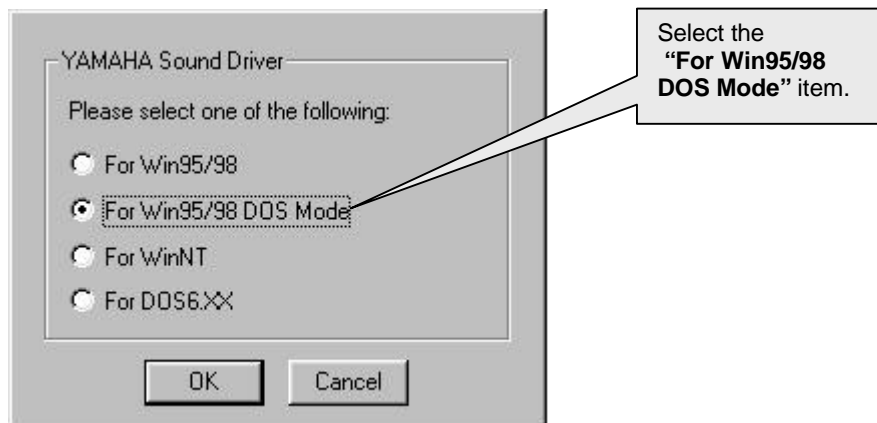 YAMAHA Sound Driver
Please select one of the following:
For Win95/98
For Win95/98 DOS Mode
For WinNT
For DOS6.XX
OK
Cancel
Select the
“For Win95/98
DOS Mode” item.